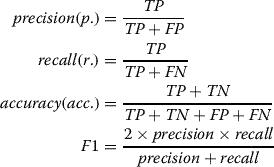 precision(p.) = TP / (TP + FP)
recall(r.) = TP / (TP + FN)
accuracy(acc.) = (TP + TN) / (TP + TN + FP + FN)
F1 = (2 × precision × recall) / (precision + recall)